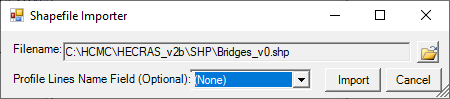 Shapefile Importer
Filename: C:\HCMC\HECRAS_v2b\SHP\Bridges_v0.shp
Profile Lines Name Field (Optional): (None) Import Cancel